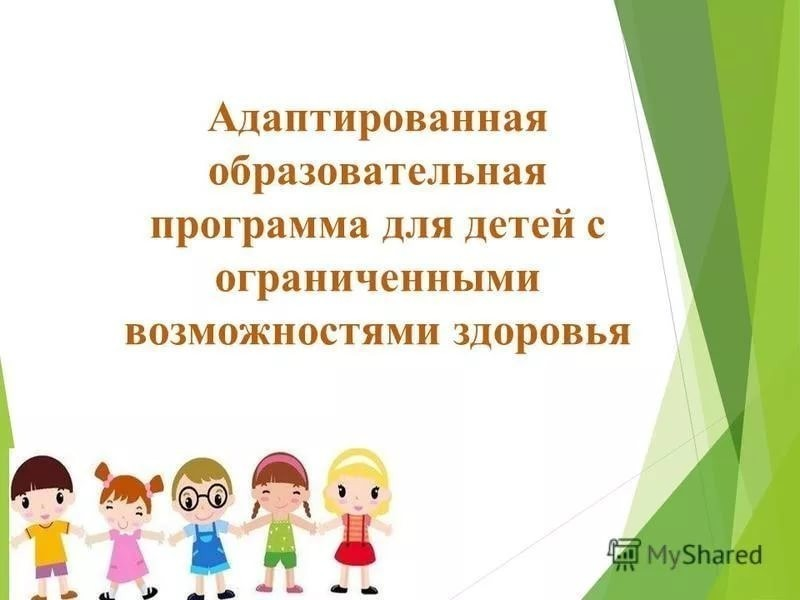 Адаптированная
образовательная
программа для детей с
ограниченными
возможностями здоровья
MyShared